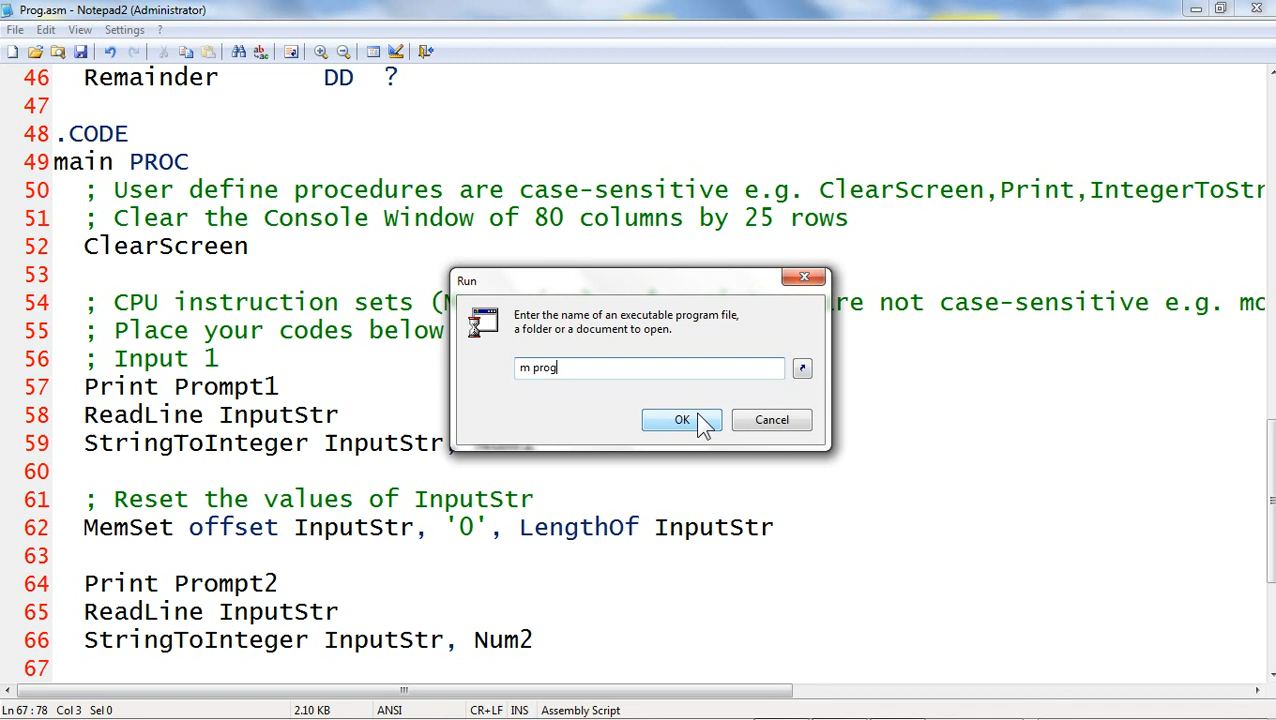 Prog.asm - Notepad2 (Administrator)
File Edit View Settings ?
46 Remainder DD ?
47
48 .CODE
49 main PROC
50 ; User define procedures are case-sensitive e.g. ClearScreen,Print,IntegerToStr
51 ; Clear the Console Window of 80 columns by 25 rows
52 ClearScreen
53
54 ; CPU instruction sets ( are not case-sensitive e.g. mo
55 ; Place your codes below
56 ; Input 1
57 Print Prompt1
58 ReadLine InputStr
59 StringToInteger InputStr,
60
61 ; Reset the values of InputStr
62 MemSet offset InputStr, '0', LengthOf InputStr
63
64 Print Prompt2
65 ReadLine InputStr
66 StringToInteger InputStr, Num2
67
Run
Enter the name of an executable program file,
a folder or a document to open.
m prog
OK Cancel
Ln 67 : 78 Col 3 Sel 0 2.10 KB ANSI CR+LF INS Assembly Script